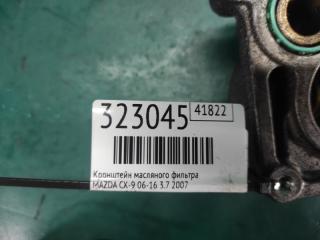 323045 41822
Кронштейн масляного фильтра
MAZDA CX-9 06-16 3.7 2007